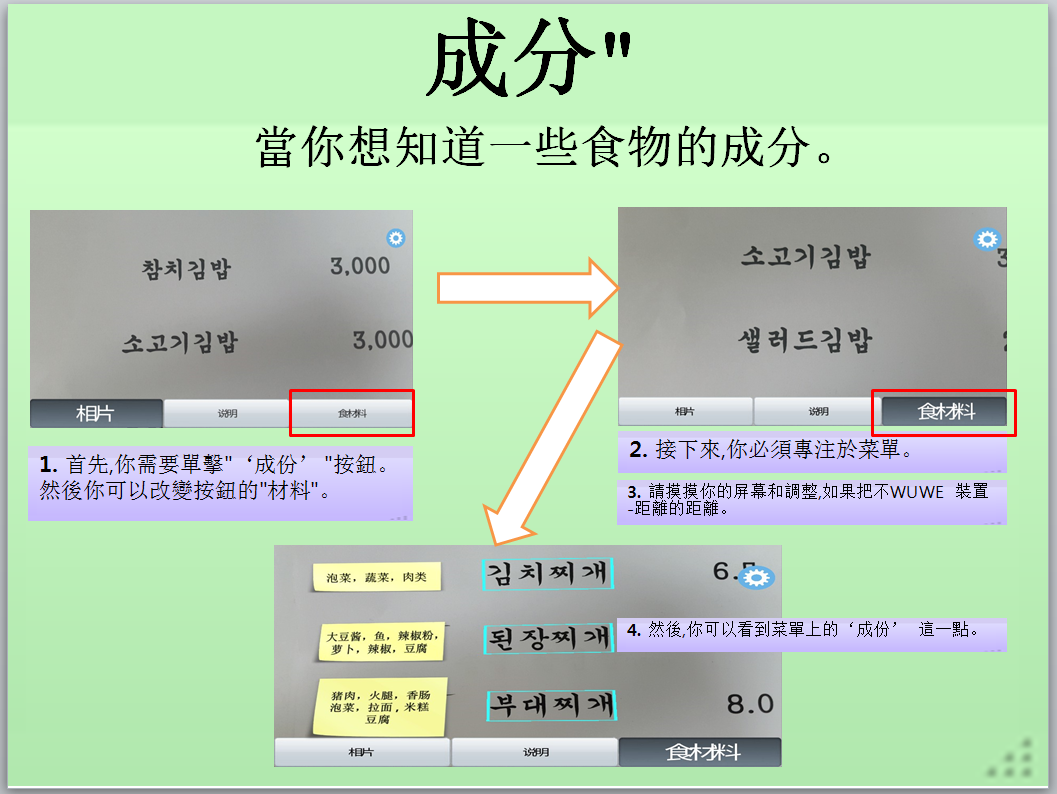 成分"
當你想知道一些食物的成分。
참치김밥 3,000
소고기김밥 3,000
相片 说明 食材料
1. 首先,你需要單擊"‘成份’ "按鈕。
然後你可以改變按鈕的"材料"。
소고기김밥 3
샐러드김밥
相片 说明 食材料
2. 接下來,你必須專注於菜單。
3. 請摸摸你的屏幕和調整,如果把不WUWE 裝置
-距離的距離。
泡菜，蔬菜，肉类 김치찌개 6.
大豆酱，鱼，辣椒粉， 된장찌개
萝卜，辣椒，豆腐
4. 然後,你可以看到菜單上的‘成份’ 這一點。
猪肉，火腿，香肠
泡菜，拉面，米糕 부대찌개 8.0
豆腐
相片 说明 食材料